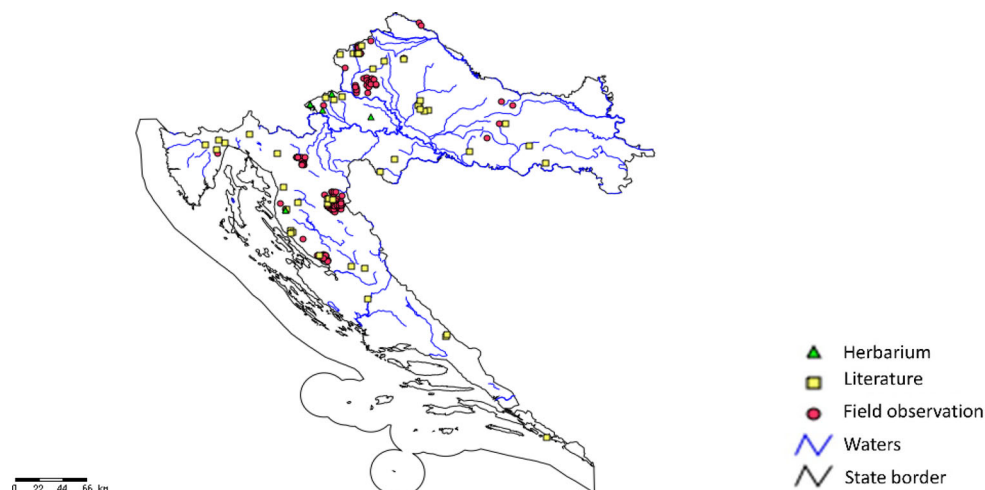 Herbarium
Literature
Field observation
Waters
State border
0 22 44 66 km